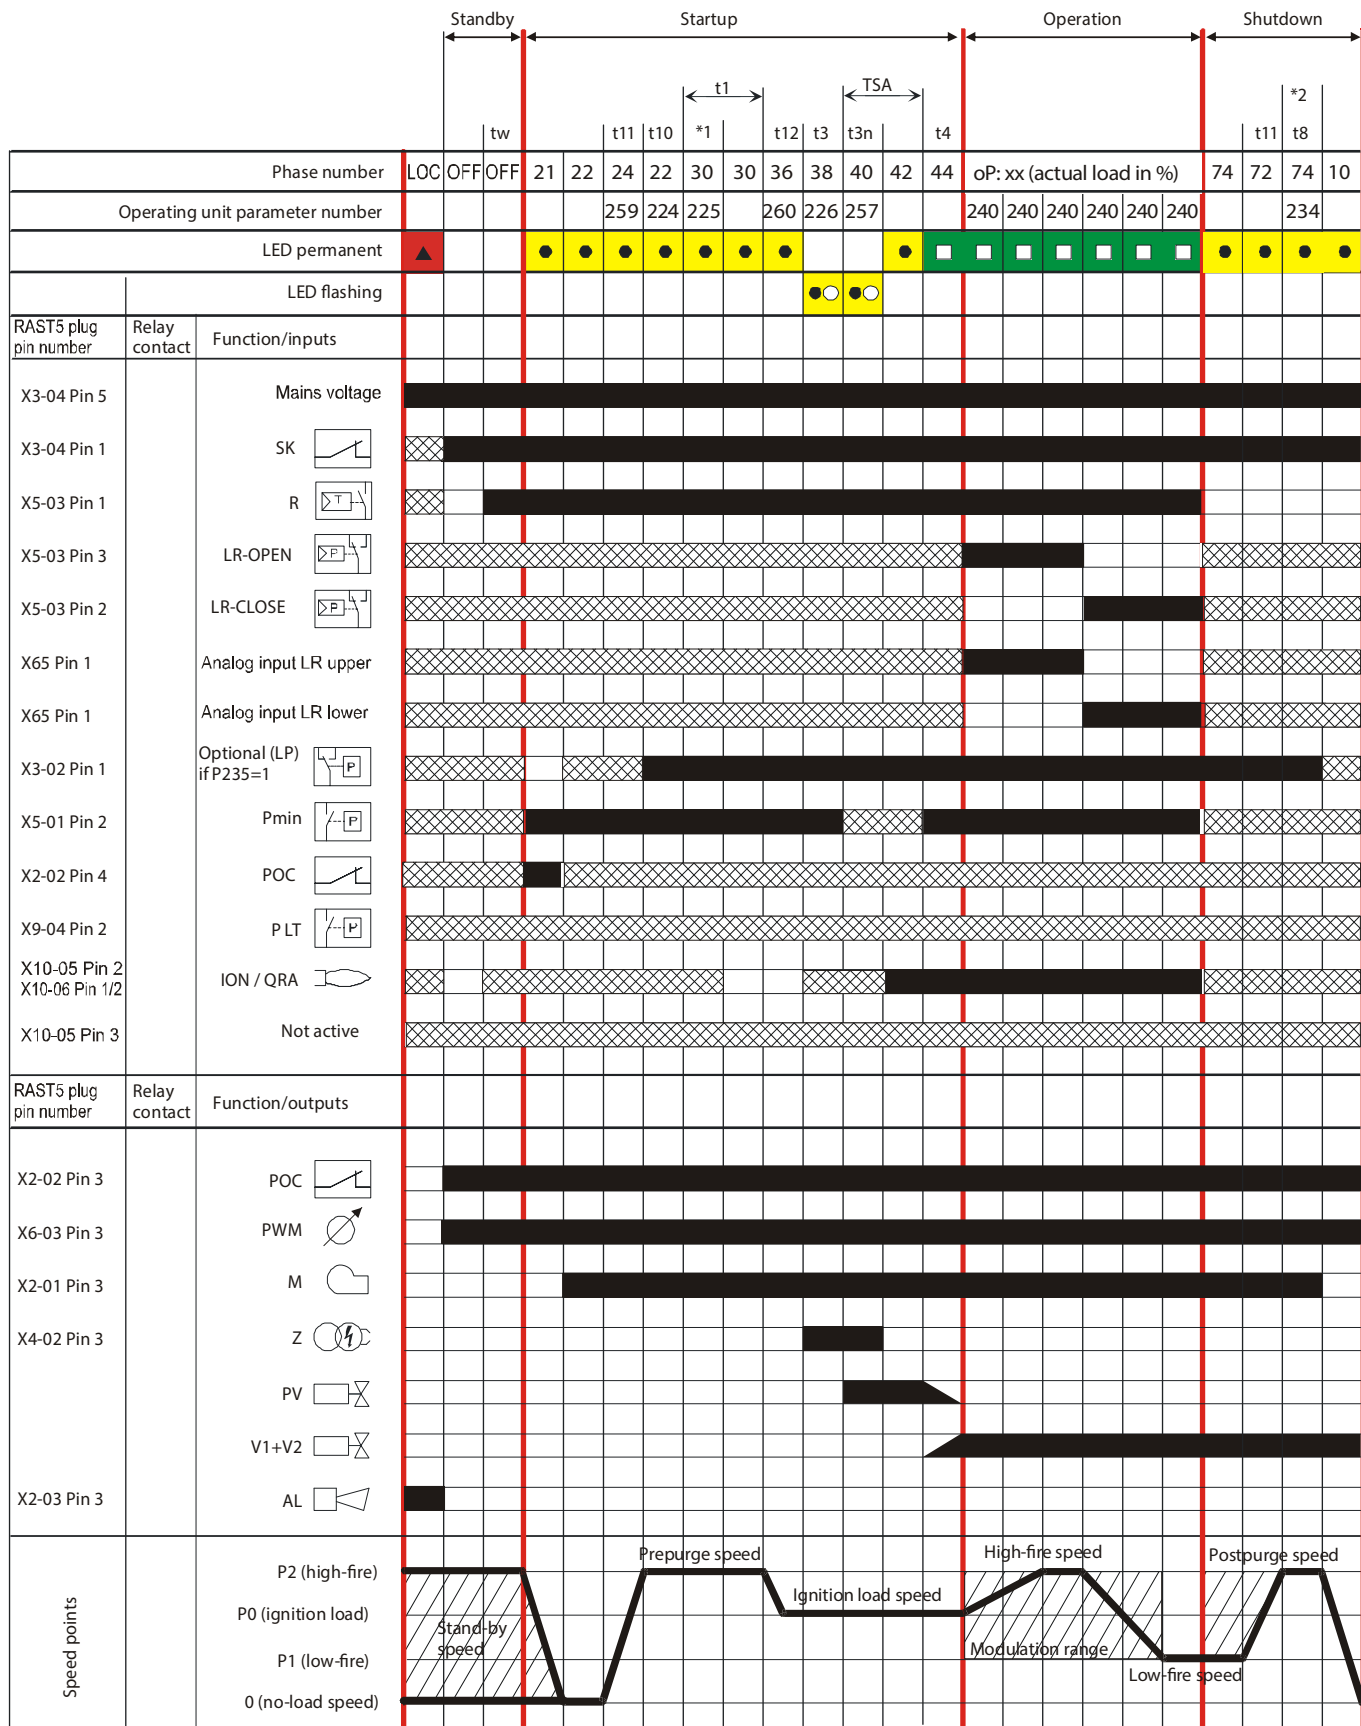 Standby Startup Operation Shutdown
t1 TSA *2
tw t11 t10 *1 t12 t3 t3n t4 t11 t8
Phase number LOC OFF OFF 21 22 24 22 30 30 36 38 40 42 44 oP: xx (actual load in %) 74 72 74 10
Operating unit parameter number 259 224 225 260 226 257 240 240 240 240 240 240 234
LED permanent
LED flashing
RAST5 plug pin number Relay contact Function/inputs
X3-04 Pin 5 Mains voltage
X3-04 Pin 1 SK
X5-03 Pin 1 R T
X5-03 Pin 3 LR-OPEN P
X5-03 Pin 2 LR-CLOSE P
X65 Pin 1 Analog input LR upper
X65 Pin 1 Analog input LR lower
X3-02 Pin 1 Optional (LP) if P235=1 P
X5-01 Pin 2 Pmin P
X2-02 Pin 4 POC
X9-04 Pin 2 P LT P
X10-05 Pin 2
X10-06 Pin 1/2 ION / QRA
X10-05 Pin 3 Not active
RAST5 plug pin number Relay contact Function/outputs
X2-02 Pin 3 POC
X6-03 Pin 3 PWM
X2-01 Pin 3 M
X4-02 Pin 3 Z
PV
V1+V2
X2-03 Pin 3 AL
Speed points
P2 (high-fire)
P0 (ignition load)
P1 (low-fire)
0 (no-load speed)
Stand-by speed
Prepurge speed
Ignition load speed
High-fire speed
Modulation range
Low-fire speed
Postpurge speed